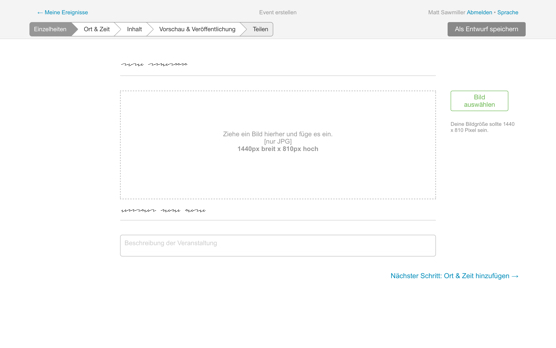 ← Meine Ereignisse
Event erstellen
Matt Sawmiller Abmelden · Sprache
Einzelheiten
Ort & Zeit
Inhalt
Vorschau & Veröffentlichung
Teilen
Als Entwurf speichern
Ziehe ein Bild hierher und füge es ein.
[nur JPG]
1440px breit x 810px hoch
Bild
auswählen
Deine Bildgröße sollte 1440
x 810 Pixel sein.
Beschreibung der Veranstaltung
Nächster Schritt: Ort & Zeit hinzufügen →